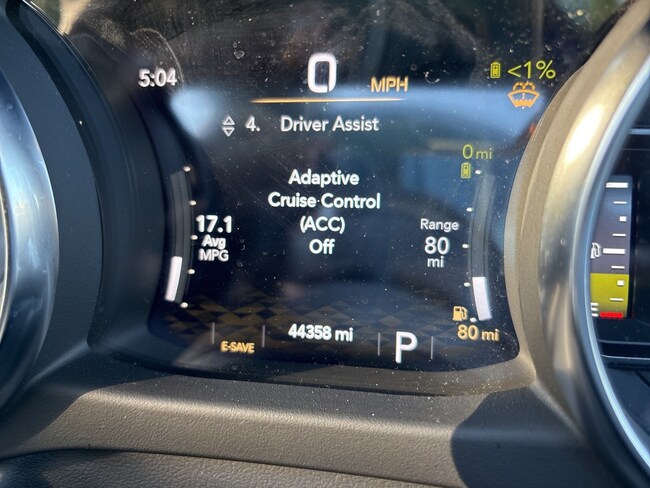 5:04
0 MPH
<1%
4. Driver Assist
0 mi
Adaptive
Cruise Control
(ACC)
Off
17.1
Avg
MPG
Range
80
mi
E-SAVE
44358 mi
P
80 mi
E